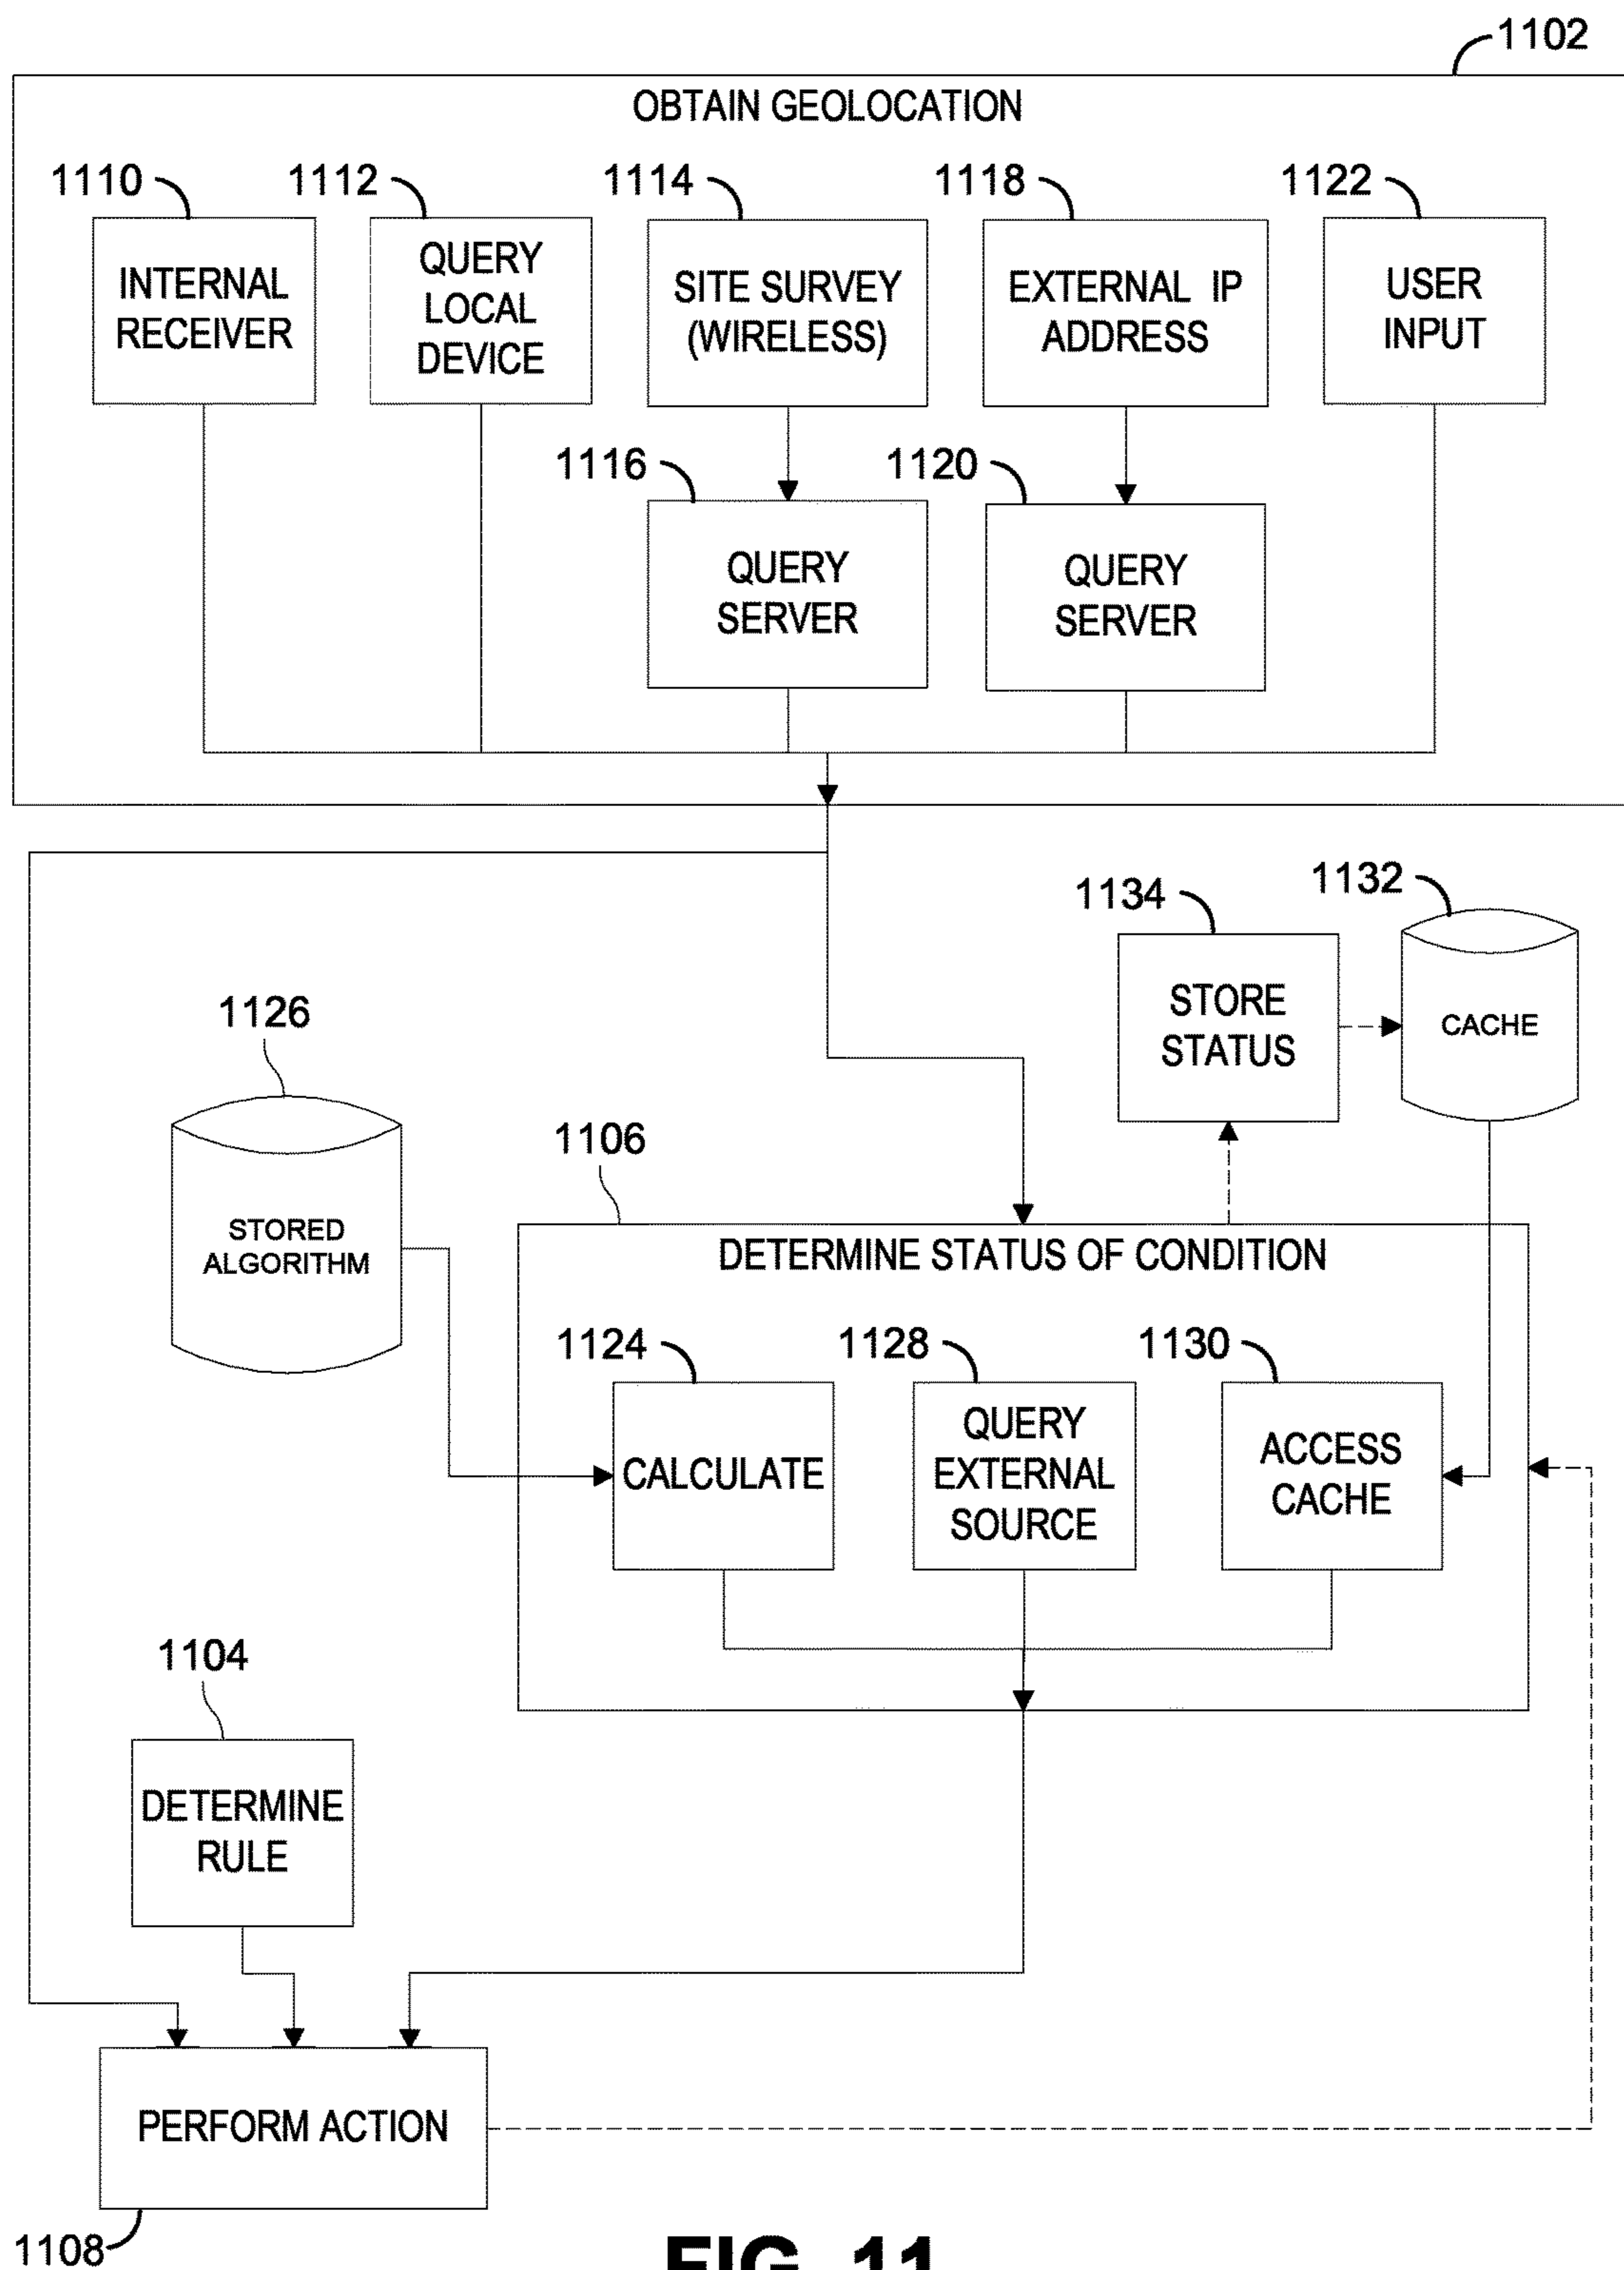 1102
OBTAIN GEOLOCATION
1110
1112
1114
1118
1122
INTERNAL
RECEIVER
QUERY
LOCAL
DEVICE
SITE SURVEY
(WIRELESS)
EXTERNAL IP
ADDRESS
USER
INPUT
1116
1120
QUERY
SERVER
QUERY
SERVER
1134
1132
STORE
STATUS
CACHE
1126
STORED
ALGORITHM
1106
DETERMINE STATUS OF CONDITION
1124
1128
1130
CALCULATE
QUERY
EXTERNAL
SOURCE
ACCESS
CACHE
1104
DETERMINE
RULE
PERFORM ACTION
1108
FIG. 11